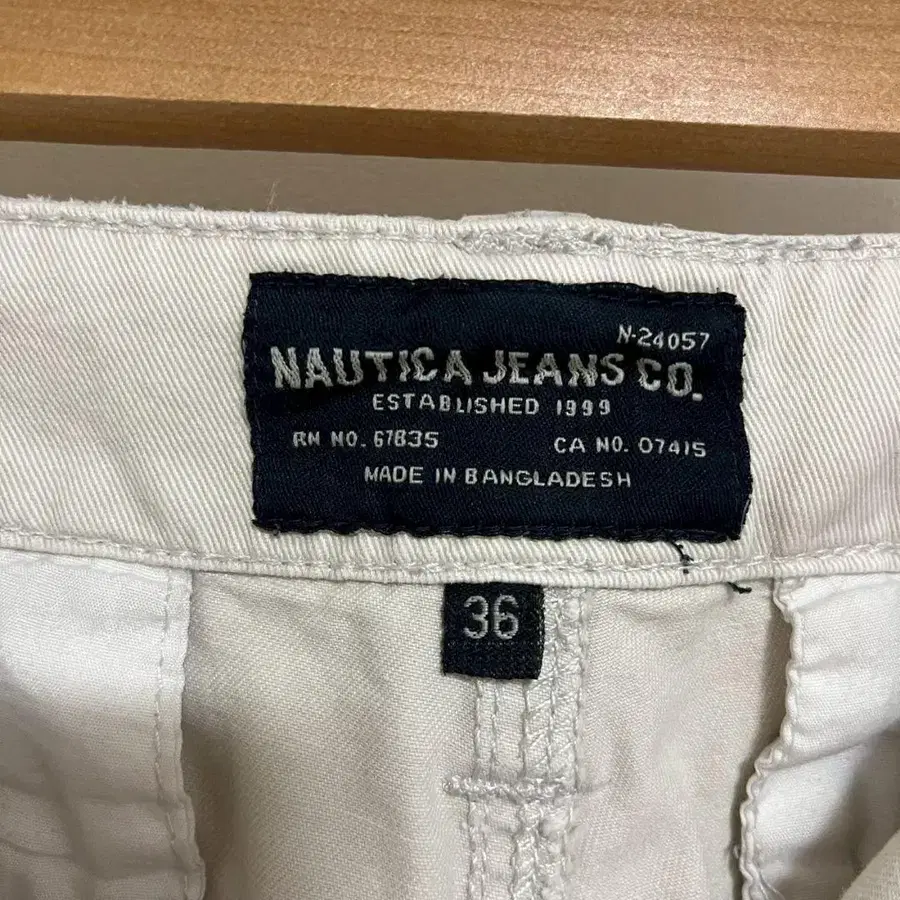 N-24057
NAUTICA JEANS CO.
ESTABLISHED 1999
RN NO. 67835 CA NO. 07415
MADE IN BANGLADESH
36